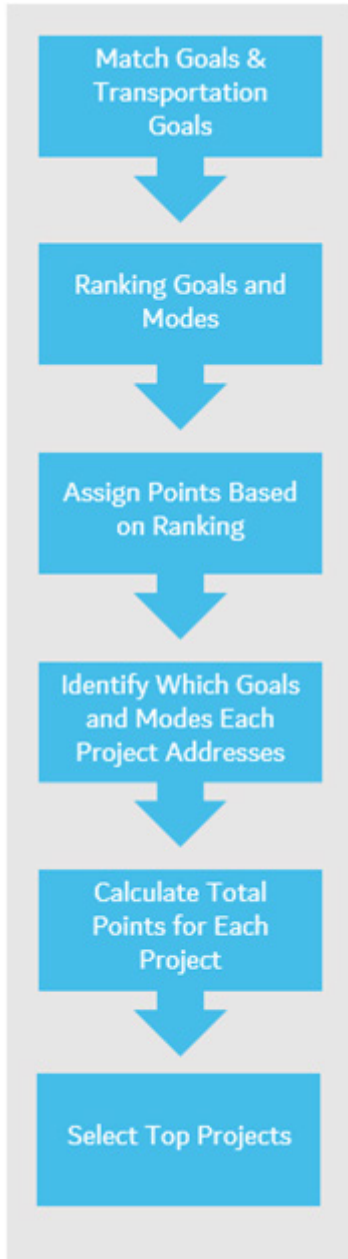 Match Goals &
Transportation
Goals
Ranking Goals and
Modes
Assign Points Based
on Ranking
Identify Which Goals
and Modes Each
Project Addresses
Calculate Total
Points for Each
Project
Select Top Projects